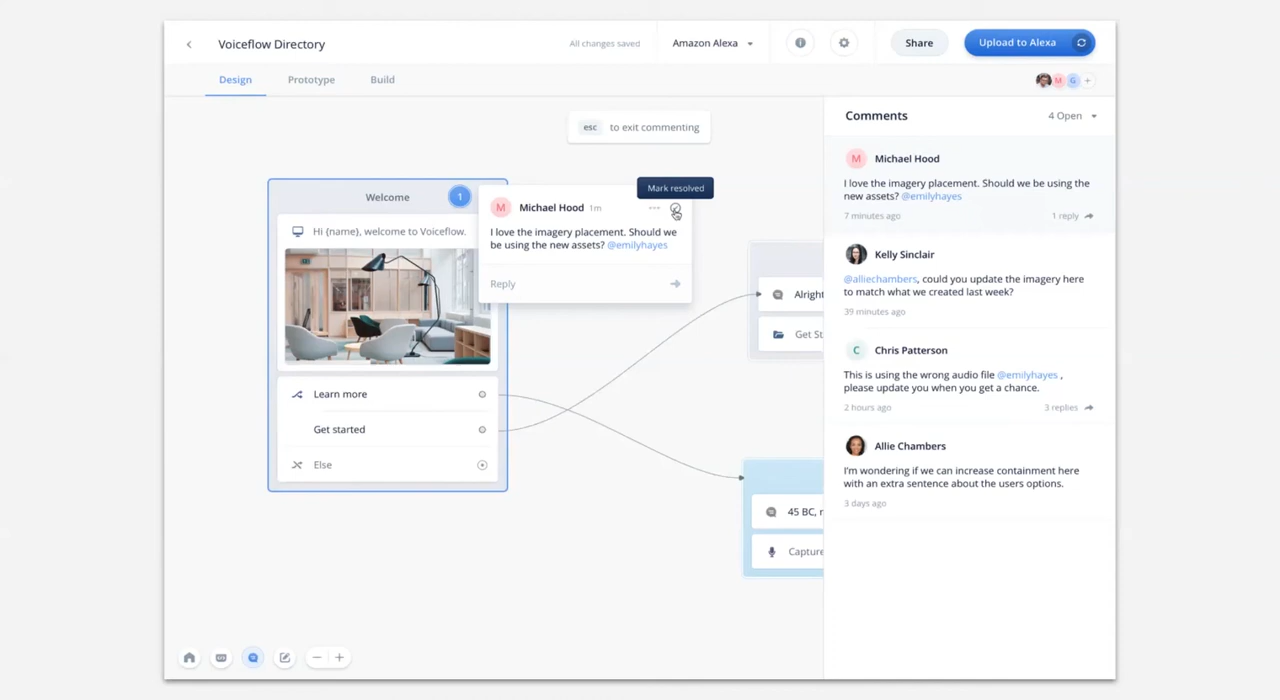 Voiceflow Directory
All changes saved
Amazon Alexa
Share
Upload to Alexa
Design
Prototype
Build
M
G
+
esc to exit commenting
Comments
4 Open
Welcome
1
Hi {name}, welcome to Voiceflow.
Learn more
Get started
Else
Mark resolved
M
Michael Hood 1m
I love the imagery placement. Should we
be using the new assets? @emilyhayes
Reply
Alright
Get St
45 BC, r
Capture
M
Michael Hood
I love the imagery placement. Should we be using the
new assets? @emilyhayes
7 minutes ago
1 reply
Kelly Sinclair
@alliechambers, could you update the imagery here
to match what we created last week?
39 minutes ago
C
Chris Patterson
This is using the wrong audio file @emilyhayes ,
please update you when you get a chance.
2 hours ago
3 replies
Allie Chambers
I'm wondering if we can increase containment here
with an extra sentence about the users options.
3 days ago